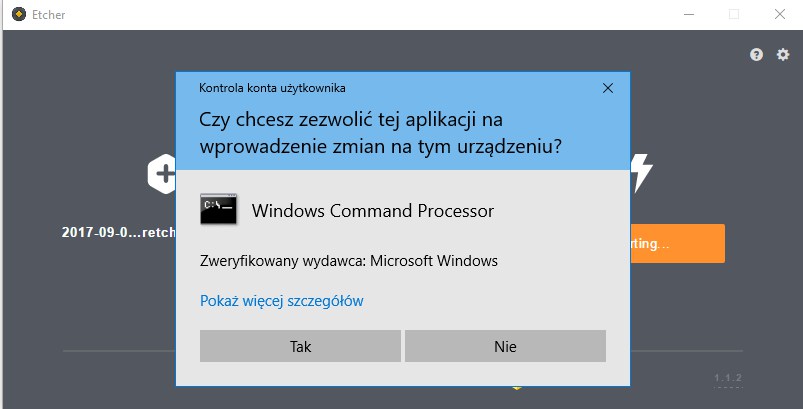 Etcher
Kontrola konta użytkownika
Czy chcesz zezwolić tej aplikacji na
wprowadzenie zmian na tym urządzeniu?
C:\
Windows Command Processor
2017-09-0...retch
rting...
Zweryfikowany wydawca: Microsoft Windows
Pokaż więcej szczegółów
Tak
Nie
1.1.2